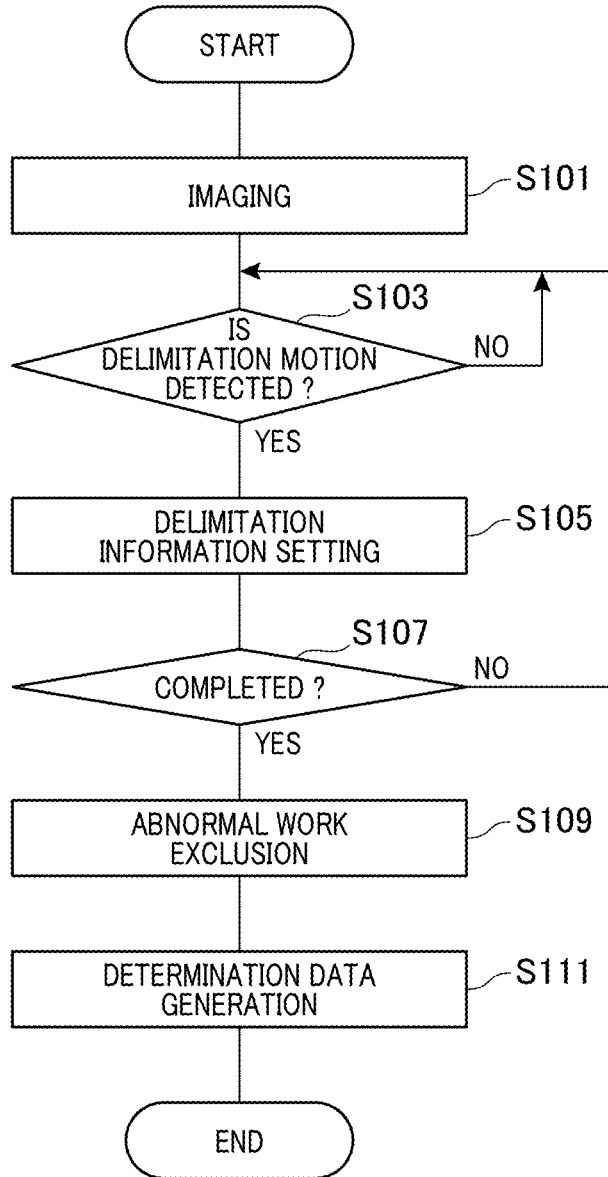 START
IMAGING
S101
S103
IS
DELIMITATION MOTION
DETECTED ?
NO
YES
DELIMITATION
INFORMATION SETTING
S105
S107
COMPLETED ?
NO
YES
ABNORMAL WORK
EXCLUSION
S109
DETERMINATION DATA
GENERATION
S111
END